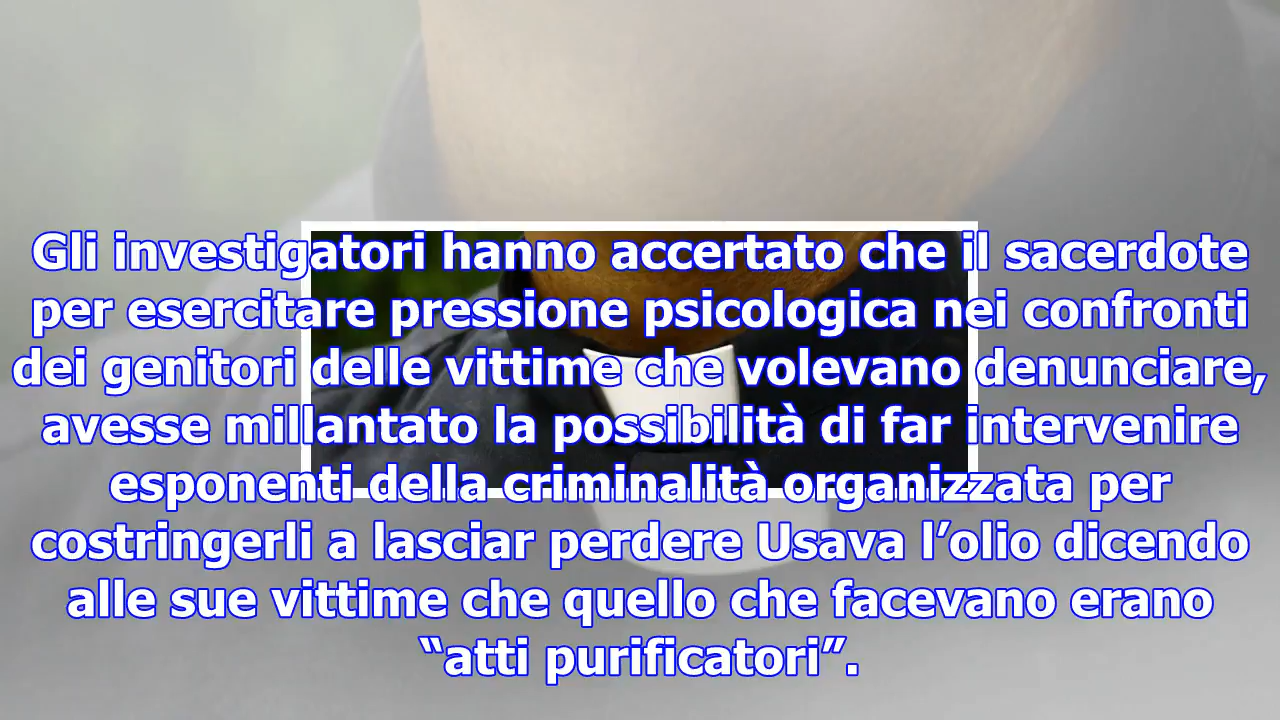 Gli investigatori hanno accertato che il sacerdote
per esercitare pressione psicologica nei confronti
dei genitori delle vittime che volevano denunciare,
avesse millantato la possibilità di far intervenire
esponenti della criminalità organizzata per
costringerli a lasciar perdere Usava l’olio dicendo
alle sue vittime che quello che facevano erano
“atti purificatori”.